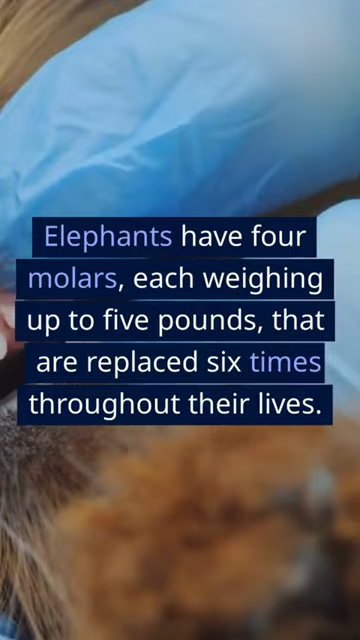 Elephants have four
molars, each weighing
up to five pounds, that
are replaced six times
throughout their lives.